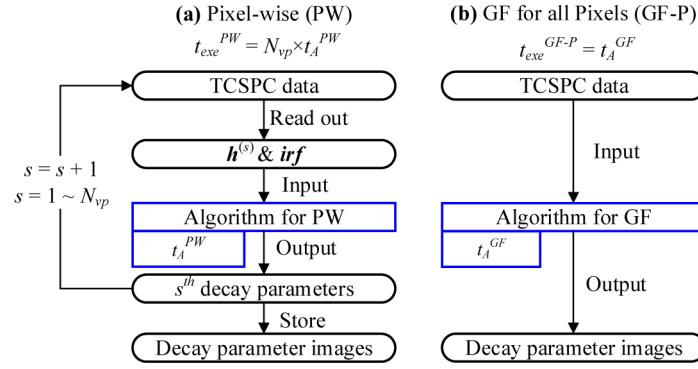 (a) Pixel-wise (PW)
t_exe^PW = N_vp×t_A^PW
TCSPC data
Read out
h^(s) & irf
Input
s = s + 1
s = 1 ~ N_vp
Algorithm for PW
t_A^PW
Output
s^th decay parameters
Store
Decay parameter images
(b) GF for all Pixels (GF-P)
t_exe^GF-P = t_A^GF
TCSPC data
Input
Algorithm for GF
t_A^GF
Output
Decay parameter images